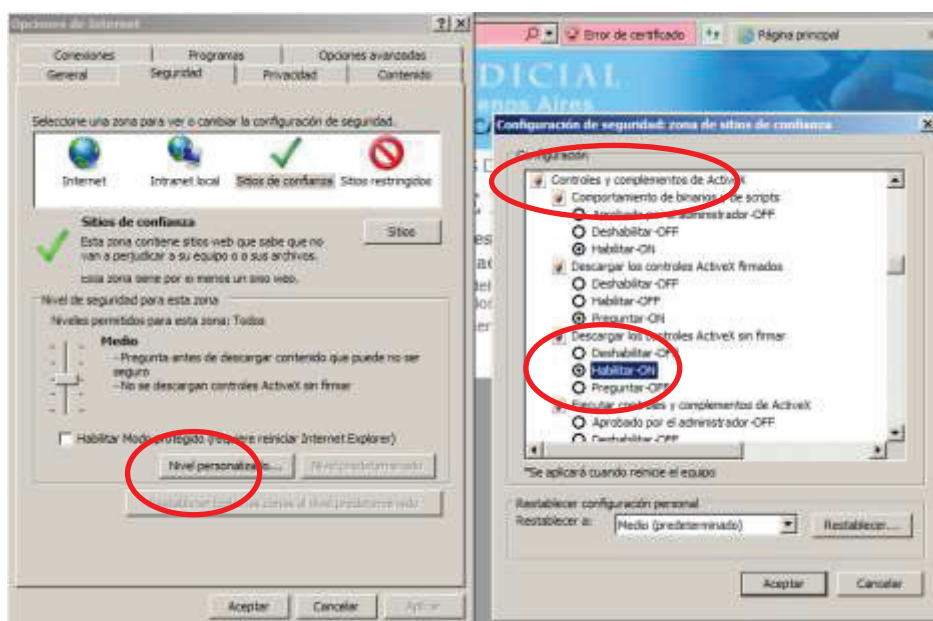 Opciones de Internet
? X
Conexiones Programas Opciones avanzadas
General Seguridad Privacidad Contenido
Seleccione una zona para ver o cambiar la configuración de seguridad.
Internet Intranet local Sitios de confianza Sitios restringidos
Sitios de confianza
Sitios
Esta zona contiene sitios web que sabe que no
van a perjudicar a su equipo o a sus archivos.
Esta zona tiene por lo menos un sitio web.
Nivel de seguridad para esta zona
Niveles permitidos para esta zona: Todos
Medio
- Pregunta antes de descargar contenido que puede no ser
seguro
- No se descargan controles ActiveX sin firmar
Habilitar Modo protegido (requiere reiniciar Internet Explorer)
Nivel personalizado... Nivel predeterminado
Aceptar Cancelar Aplicar
Error de certificado Página principal
DICIAL
enos Aires
Configuración de seguridad: zona de sitios de confianza
X
Configuración
Controles y complementos de ActiveX
Comportamiento de binarios y de scripts
Aprobado por el administrador-OFF
Deshabilitar-OFF
Habilitar-ON
Descargar los controles ActiveX firmados
Deshabilitar-OFF
Habilitar-OFF
Preguntar-ON
Descargar los controles ActiveX sin firmar
Deshabilitar-OFF
Habilitar-ON
Preguntar-OFF
Ejecutar controles y complementos de ActiveX
Aprobado por el administrador-OFF
Deshabilitar-OFF
*Se aplicará cuando reinicie el equipo
Restablecer configuración personal
Restablecer a: Medio (predeterminado) Restablecer...
Aceptar Cancelar